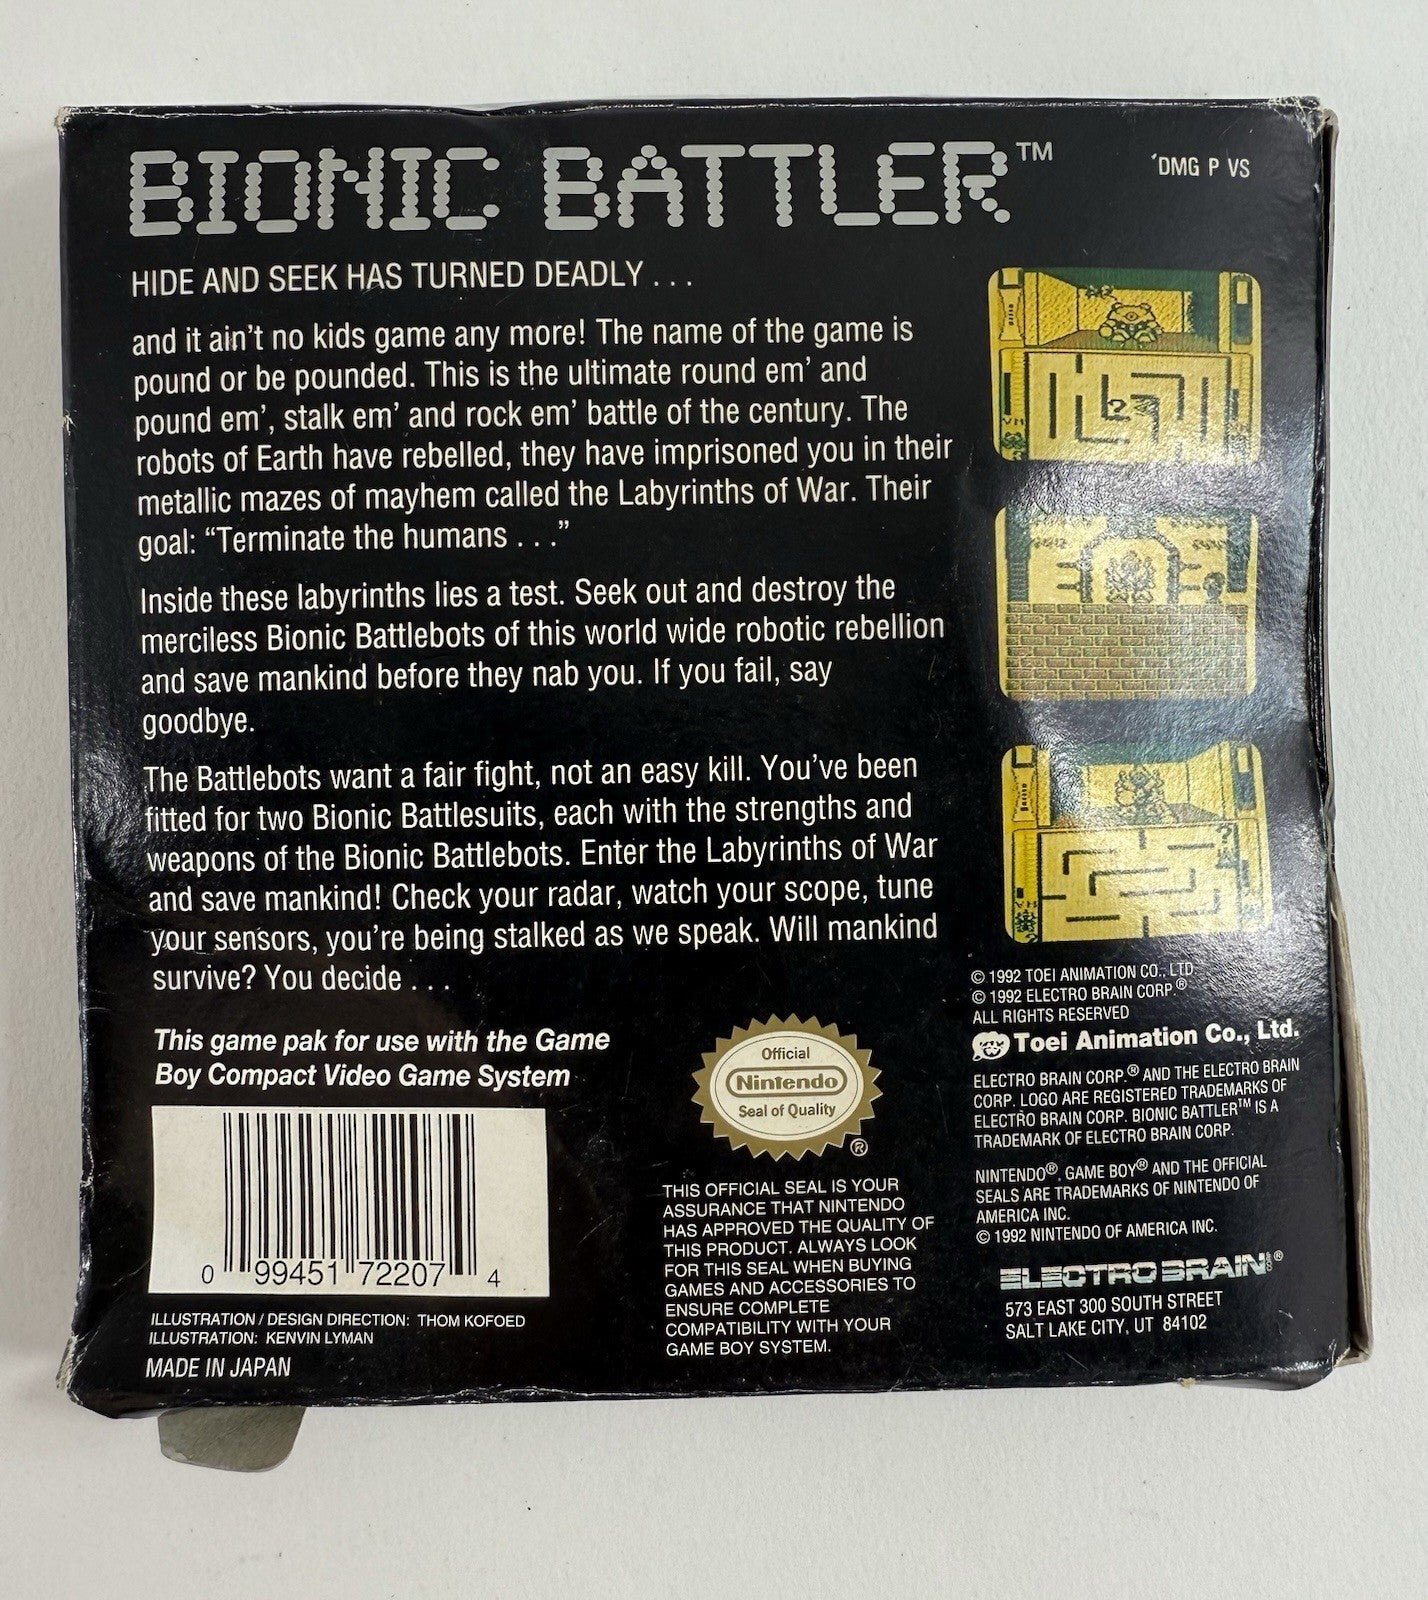 BIONIC BATTLER™
'DMG P VS
HIDE AND SEEK HAS TURNED DEADLY . . .
and it ain't no kids game any more! The name of the game is
pound or be pounded. This is the ultimate round em' and
pound em', stalk em' and rock em' battle of the century. The
robots of Earth have rebelled, they have imprisoned you in their
metallic mazes of mayhem called the Labyrinths of War. Their
goal: “Terminate the humans . . .”
Inside these labyrinths lies a test. Seek out and destroy the
merciless Bionic Battlebots of this world wide robotic rebellion
and save mankind before they nab you. If you fail, say
goodbye.
The Battlebots want a fair fight, not an easy kill. You've been
fitted for two Bionic Battlesuits, each with the strengths and
weapons of the Bionic Battlebots. Enter the Labyrinths of War
and save mankind! Check your radar, watch your scope, tune
your sensors, you're being stalked as we speak. Will mankind
survive? You decide . . .
This game pak for use with the Game
Boy Compact Video Game System
0 99451 72207 4
ILLUSTRATION / DESIGN DIRECTION: THOM KOFOED
ILLUSTRATION: KENVIN LYMAN
MADE IN JAPAN
Official
Nintendo
Seal of Quality
®
THIS OFFICIAL SEAL IS YOUR
ASSURANCE THAT NINTENDO
HAS APPROVED THE QUALITY OF
THIS PRODUCT. ALWAYS LOOK
FOR THIS SEAL WHEN BUYING
GAMES AND ACCESSORIES TO
ENSURE COMPLETE
COMPATIBILITY WITH YOUR
GAME BOY SYSTEM.
© 1992 TOEI ANIMATION CO., LTD
© 1992 ELECTRO BRAIN CORP.®
ALL RIGHTS RESERVED
Toei Animation Co., Ltd.
ELECTRO BRAIN CORP.® AND THE ELECTRO BRAIN
CORP. LOGO ARE REGISTERED TRADEMARKS OF
ELECTRO BRAIN CORP. BIONIC BATTLER™ IS A
TRADEMARK OF ELECTRO BRAIN CORP.
NINTENDO®, GAME BOY® AND THE OFFICIAL
SEALS ARE TRADEMARKS OF NINTENDO OF
AMERICA INC.
© 1992 NINTENDO OF AMERICA INC.
ELECTRO BRAIN CORP ®
573 EAST 300 SOUTH STREET
SALT LAKE CITY, UT 84102